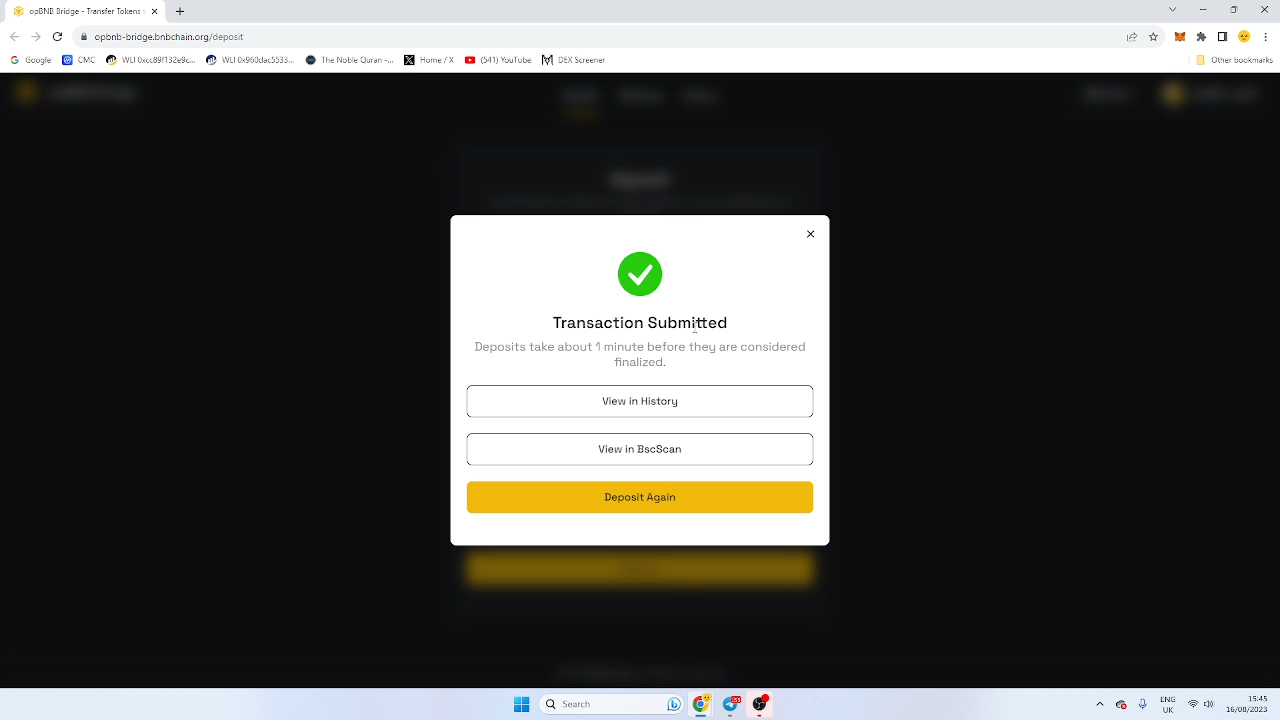 opBNB Bridge - Transfer Tokens t
opbnb-bridge.bnbchain.org/deposit
Google
CMC
WLI 0xcc89f132e9c...
WLI 0x960dac5533...
The Noble Quran -...
Home / X
(541) YouTube
DEX Screener
Other bookmarks
Transaction Submitted
Deposits take about 1 minute before they are considered
finalized.
View in History
View in BscScan
Deposit Again
Search
35
ENG
UK
15:45
16/08/2023